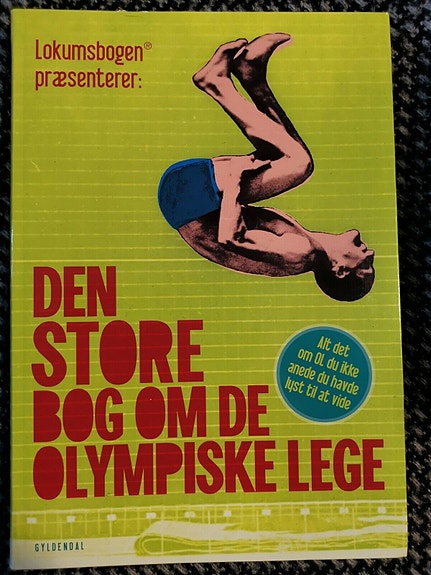 Lokumsbogen®
præsenterer:
DEN
STORE
BOG OM DE
OLYMPISKE LEGE
Alt det
om OL du ikke
anede du havde
lyst til at vide
GYLDENDAL